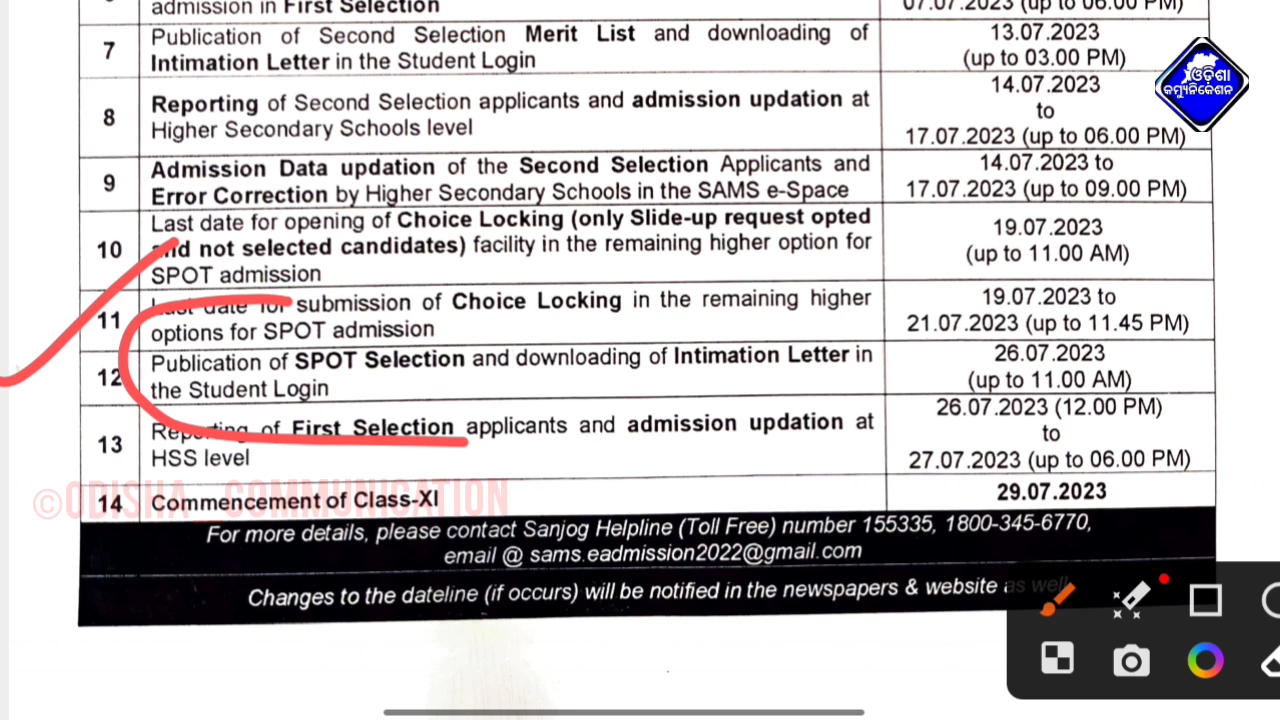 admission in First Selection
07.07.2023 (up to 06.00 PM)
7
Publication of Second Selection Merit List and downloading of
Intimation Letter in the Student Login
13.07.2023
(up to 03.00 PM)
8
Reporting of Second Selection applicants and admission updation at
Higher Secondary Schools level
14.07.2023
to
17.07.2023 (up to 06.00 PM)
9
Admission Data updation of the Second Selection Applicants and
Error Correction by Higher Secondary Schools in the SAMS e-Space
14.07.2023 to
17.07.2023 (up to 09.00 PM)
10
Last date for opening of Choice Locking (only Slide-up request opted
and not selected candidates) facility in the remaining higher option for
SPOT admission
19.07.2023
(up to 11.00 AM)
11
Last date for submission of Choice Locking in the remaining higher
options for SPOT admission
19.07.2023 to
21.07.2023 (up to 11.45 PM)
12
Publication of SPOT Selection and downloading of Intimation Letter in
the Student Login
26.07.2023
(up to 11.00 AM)
13
Reporting of First Selection applicants and admission updation at
HSS level
26.07.2023 (12.00 PM)
to
27.07.2023 (up to 06.00 PM)
14
Commencement of Class-XI
29.07.2023
For more details, please contact Sanjog Helpline (Toll Free) number 155335, 1800-345-6770,
email @ sams.eadmission2022@gmail.com
Changes to the dateline (if occurs) will be notified in the newspapers & website as well
©ODISHA COMMUNICATION
ଓଡ଼ିଶା
କମ୍ୟୁନିକେଶନ